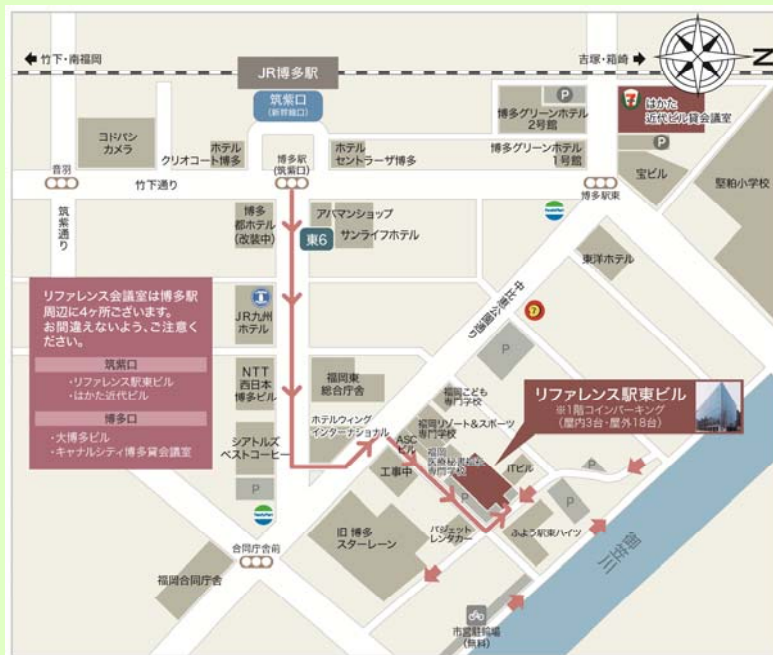 竹下・南福岡
JR博多駅
吉塚・箱崎
N
筑紫口
(新幹線口)
P
博多グリーンホテル
2号館
はかた
近代ビル貸会議室
ヨドバシ
カメラ
ホテル
クリオコート博多
博多駅
(筑紫口)
ホテル
セントラーザ博多
博多グリーンホテル
1号館
P
宝ビル
堅粕小学校
音羽
竹下通り
博多駅東
筑紫通り
博多
都ホテル
(改装中)
アパマンショップ
東6
サンライフホテル
FamilyMart
東洋ホテル
中比恵公園通り
リファレンス会議室は博多駅
周辺に4ヶ所ございます。
お間違えないよう、ご注意く
ださい。
筑紫口
・リファレンス駅東ビル
・はかた近代ビル
博多口
・大博多ビル
・キャナルシティ博多貸会議室
JR九州
ホテル
NTT
西日本
博多ビル
福岡東
総合庁舎
P
シアトルズ
ベストコーヒー
P
ホテルウィング
インターナショナル
福岡こども
専門学校
福岡リゾート&スポーツ
専門学校
リファレンス駅東ビル
※1階コインパーキング
(屋内3台・屋外18台)
ASC
ビル
福岡
医療秘書福祉
専門学校
工事中
ITビル
P
P
P
FamilyMart
合同庁舎前
旧 博多
スターレーン
バジェット
レンタカー
ふよう駅東ハイツ
御笠川
福岡合同庁舎
市営駐輪場
(無料)